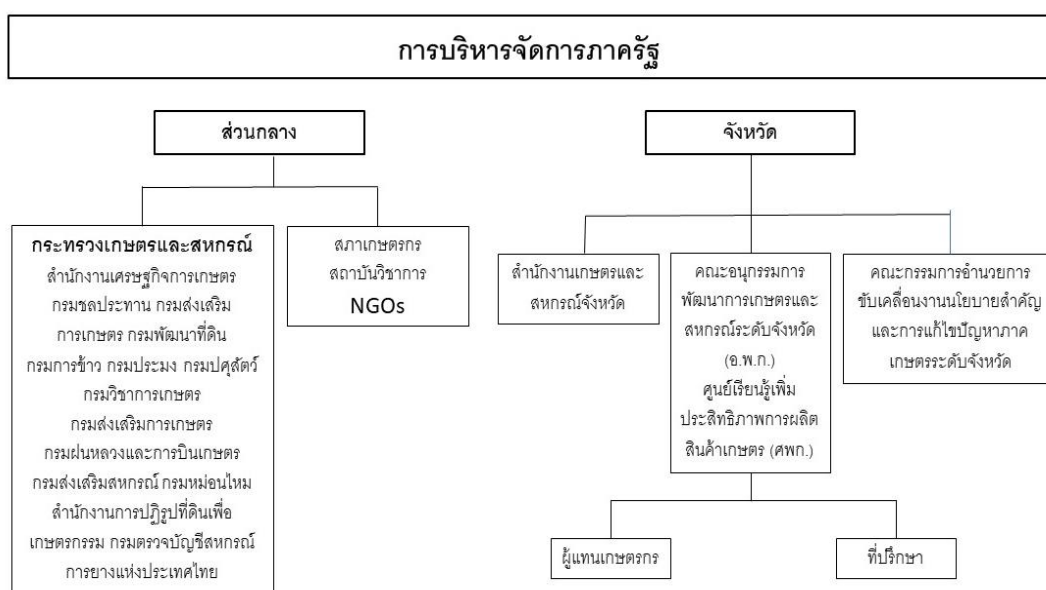 การบริหารจัดการภาครัฐ
ส่วนกลาง
กระทรวงเกษตรและสหกรณ์
สำนักงานเศรษฐกิจการเกษตร
กรมชลประทาน กรมส่งเสริม
การเกษตร กรมพัฒนาที่ดิน
กรมการข้าว กรมประมง กรมปศุสัตว์
กรมวิชาการเกษตร
กรมส่งเสริมการเกษตร
กรมฝนหลวงและการบินเกษตร
กรมส่งเสริมสหกรณ์ กรมหม่อนไหม
สำนักงานการปฏิรูปที่ดินเพื่อ
เกษตรกรรม กรมตรวจบัญชีสหกรณ์
การยางแห่งประเทศไทย
สภาเกษตรกร
สถาบันวิชาการ
NGOs
จังหวัด
สำนักงานเกษตรและ
สหกรณ์จังหวัด
คณะอนุกรรมการ
พัฒนาการเกษตรและ
สหกรณ์ระดับจังหวัด
(อ.พ.ก.)
ศูนย์เรียนรู้เพิ่ม
ประสิทธิภาพการผลิต
สินค้าเกษตร (ศพก.)
คณะกรรมการอำนวยการ
ขับเคลื่อนงานนโยบายสำคัญ
และการแก้ไขปัญหาภาค
เกษตรระดับจังหวัด
ผู้แทนเกษตรกร
ที่ปรึกษา